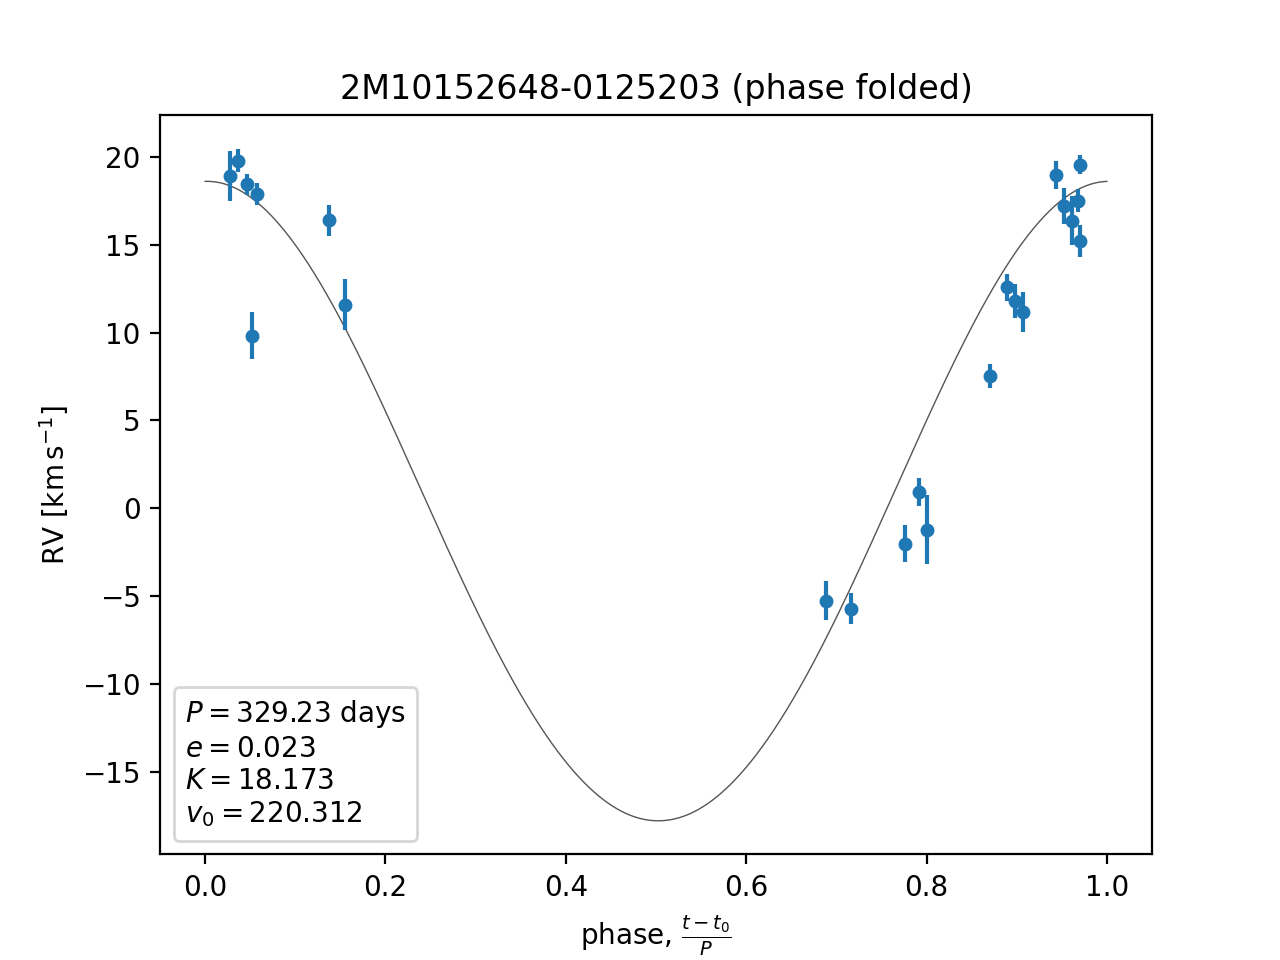 2M10152648-0125203 (phase folded)
20
15
10
5
0
−5
−10
−15
RV [km s⁻¹]
P = 329.23 days
e = 0.023
K = 18.173
v₀ = 220.312
0.0 0.2 0.4 0.6 0.8 1.0
phase, (t − t₀)/P